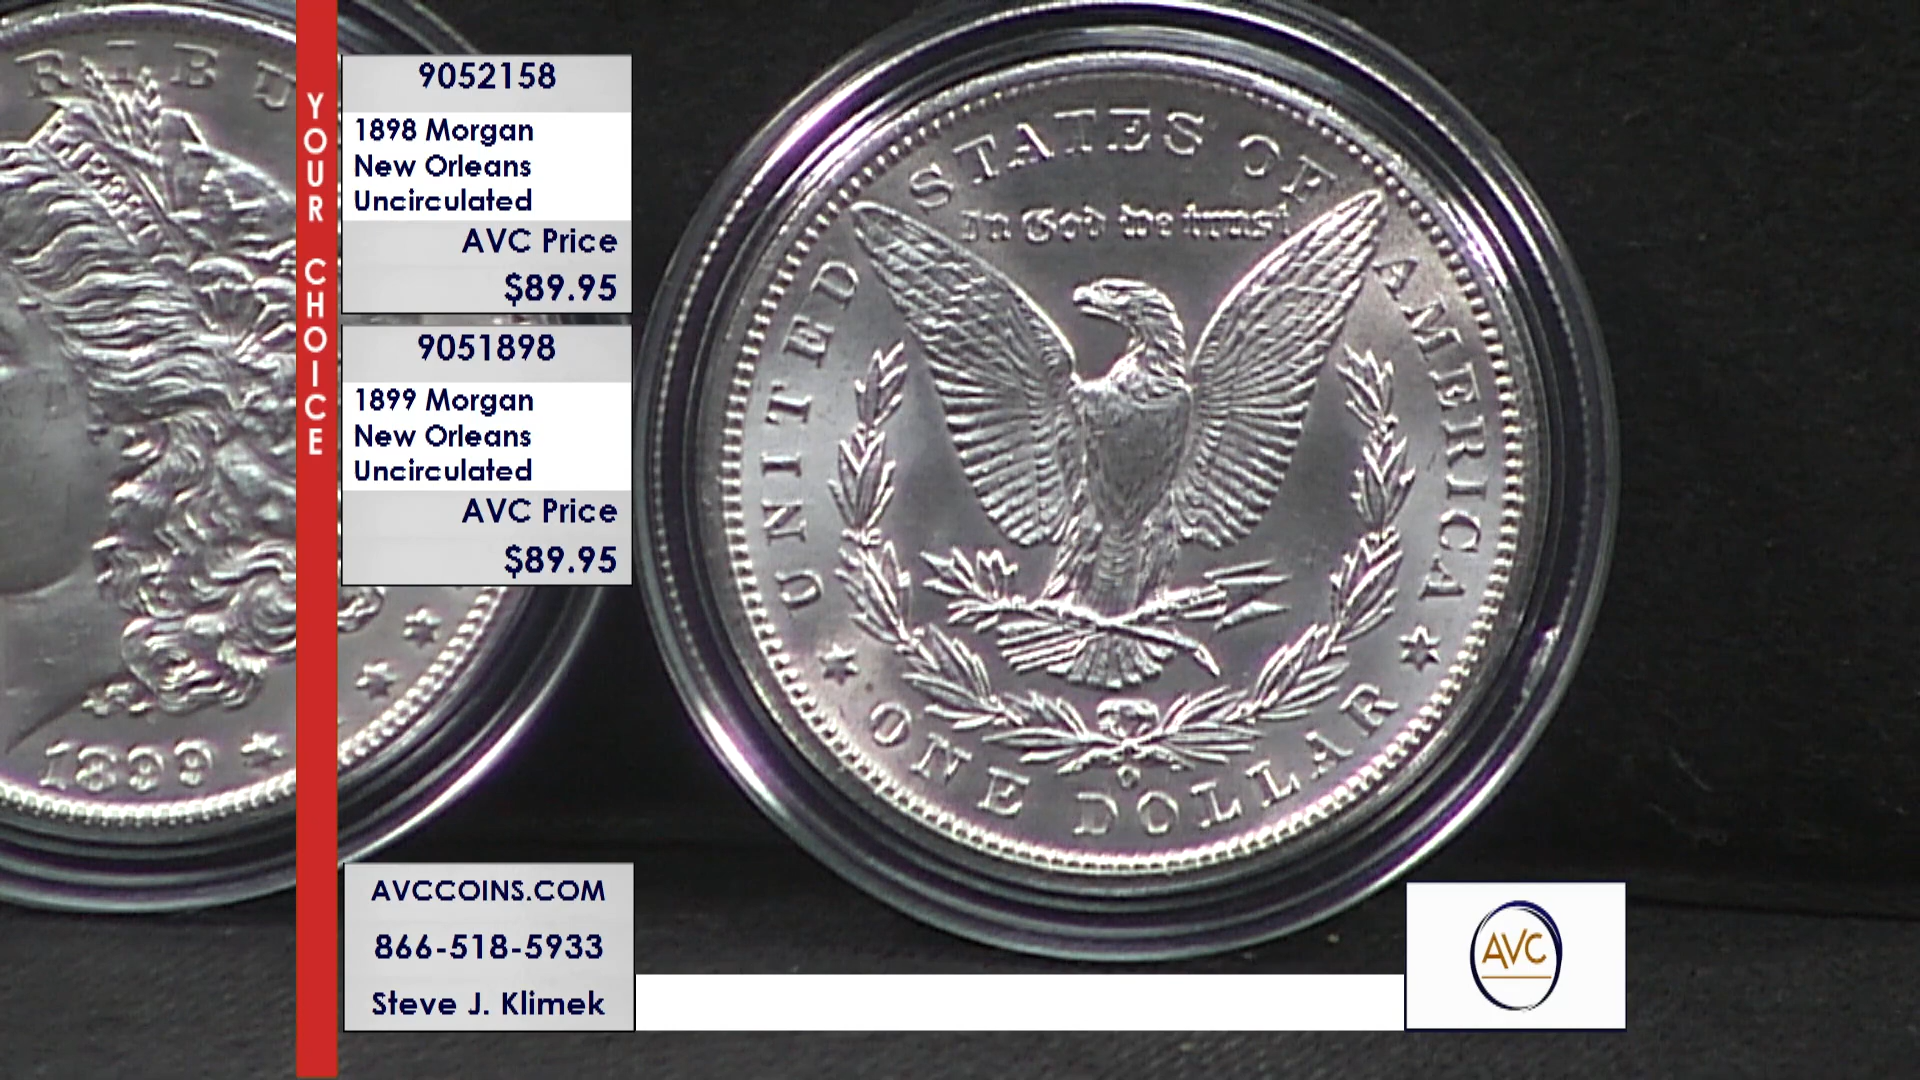 YOUR CHOICE
9052158
1898 Morgan
New Orleans
Uncirculated
AVC Price
$89.95
9051898
1899 Morgan
New Orleans
Uncirculated
AVC Price
$89.95
AVCCOINS.COM
866-518-5933
Steve J. Klimek
AVC
RIBU
1899
UNITED STATES OF AMERICA
In God We trust
O
ONE DOLLAR